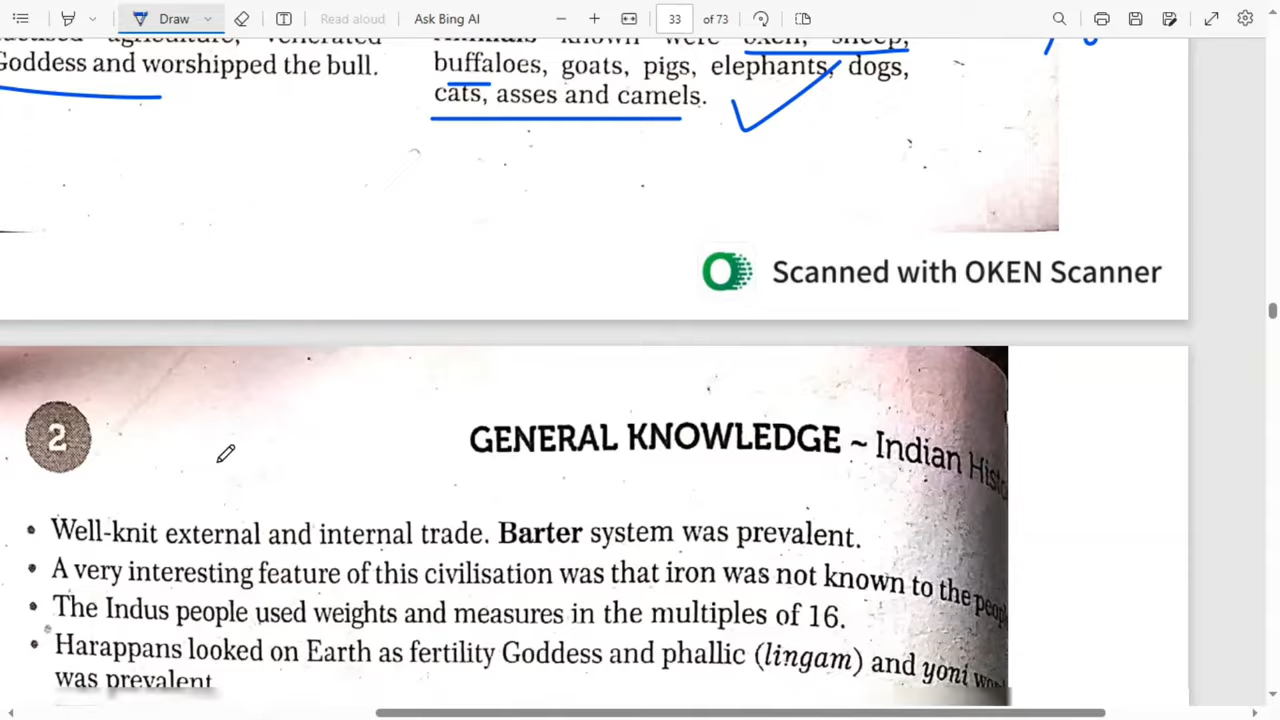 Read aloud
Ask Bing AI
Draw
33 of 73
Goddess and worshipped the bull.
known were oxen, sheep,
buffaloes, goats, pigs, elephants, dogs,
cats, asses and camels.
Scanned with OKEN Scanner
2
GENERAL KNOWLEDGE ~ Indian
• Well-knit external and internal trade. Barter system was prevalent.
• A very interesting feature of this civilisation was that iron was not known to the
• The Indus people used weights and measures in the multiples of 16.
• Harappans looked on Earth as fertility Goddess and phallic (lingam) and yoni
was prevalent